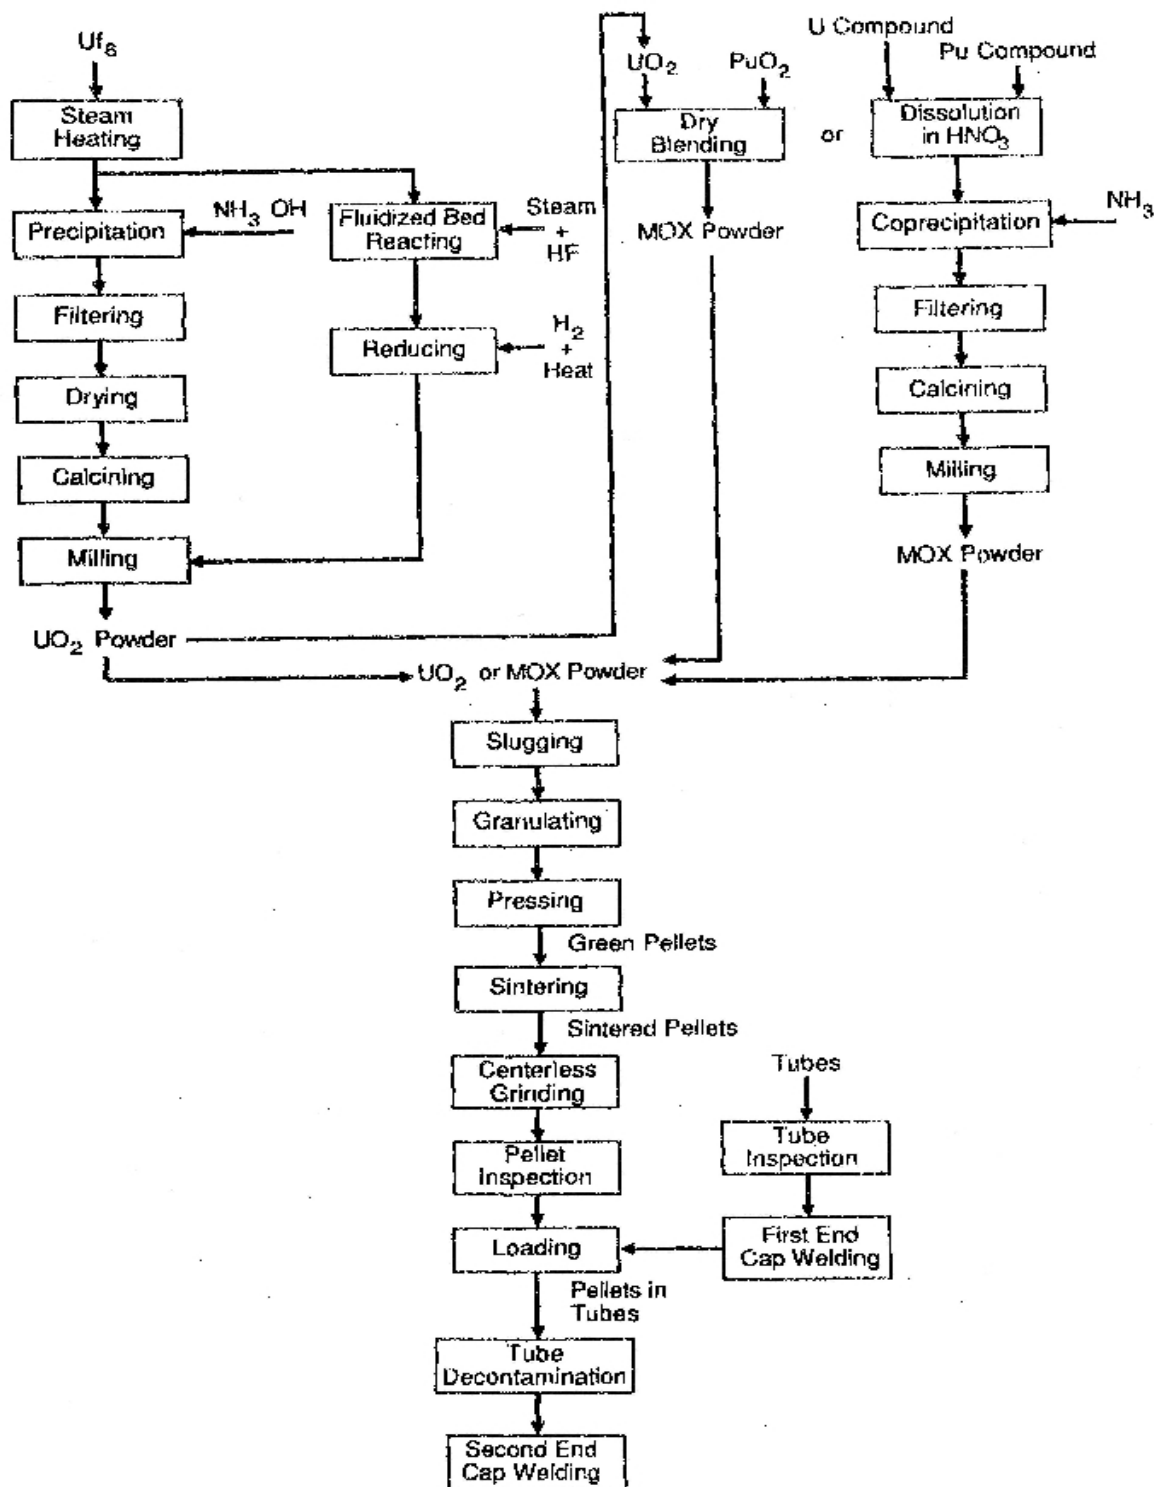 Uf6
Steam
Heating
Precipitation
NH3 OH
Filtering
Drying
Calcining
Milling
UO2 Powder
Fluidized Bed
Reacting
Steam
+
HF
Reducing
H2
+
Heat
UO2
PuO2
Dry
Blending
MOX Powder
or
U Compound
Pu Compound
Dissolution
in HNO3
Coprecipitation
NH3
Filtering
Calcining
Milling
MOX Powder
UO2 or MOX Powder
Slugging
Granulating
Pressing
Green Pellets
Sintering
Sintered Pellets
Centerless
Grinding
Pellet
Inspection
Tubes
Tube
Inspection
First End
Cap Welding
Loading
Pellets in
Tubes
Tube
Decontamination
Second End
Cap Welding